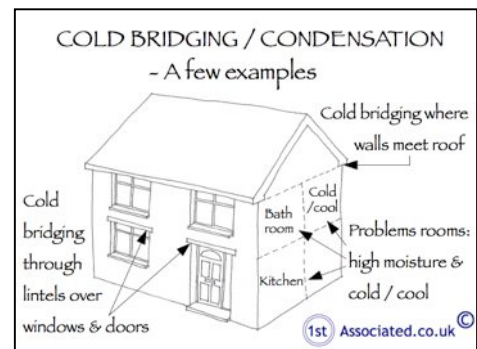 COLD BRIDGING / CONDENSATION
- A few examples
Cold bridging where
walls meet roof
Cold
/cool
Bath
room
Kitchen
Cold
bridging
through
lintels over
windows & doors
Problems rooms:
high moisture &
cold / cool
1st Associated.co.uk ©